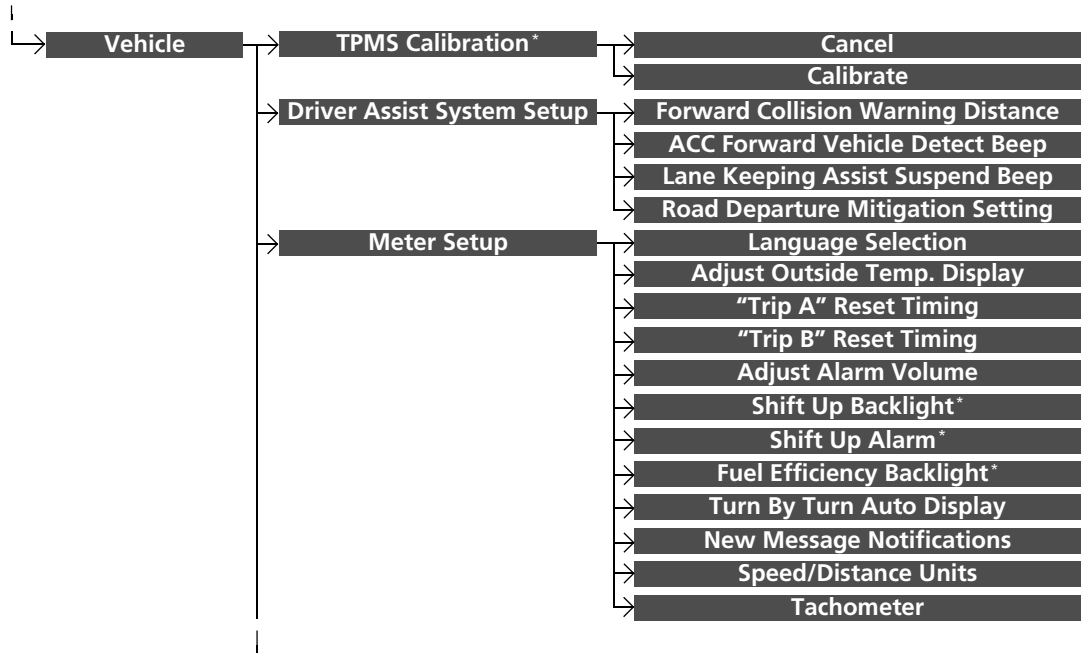 Vehicle
TPMS Calibration*
Cancel
Calibrate
Driver Assist System Setup
Forward Collision Warning Distance
ACC Forward Vehicle Detect Beep
Lane Keeping Assist Suspend Beep
Road Departure Mitigation Setting
Meter Setup
Language Selection
Adjust Outside Temp. Display
“Trip A” Reset Timing
“Trip B” Reset Timing
Adjust Alarm Volume
Shift Up Backlight*
Shift Up Alarm*
Fuel Efficiency Backlight*
Turn By Turn Auto Display
New Message Notifications
Speed/Distance Units
Tachometer